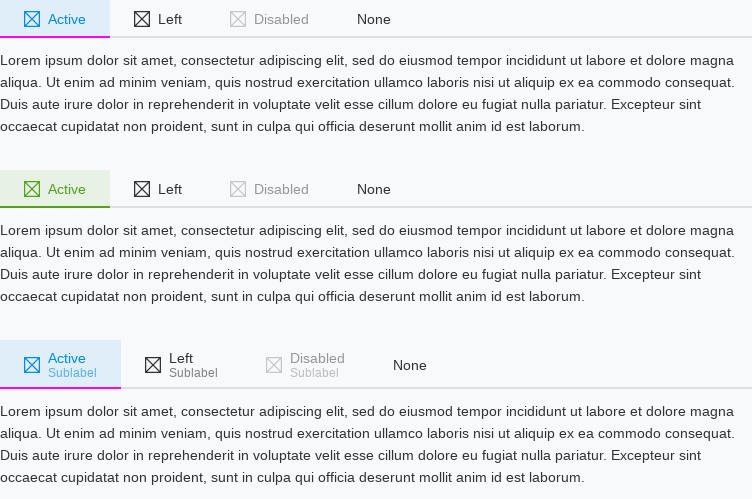 Active Left Disabled None
Lorem ipsum dolor sit amet, consectetur adipiscing elit, sed do eiusmod tempor incididunt ut labore et dolore magna
aliqua. Ut enim ad minim veniam, quis nostrud exercitation ullamco laboris nisi ut aliquip ex ea commodo consequat.
Duis aute irure dolor in reprehenderit in voluptate velit esse cillum dolore eu fugiat nulla pariatur. Excepteur sint
occaecat cupidatat non proident, sunt in culpa qui officia deserunt mollit anim id est laborum.
Active Left Disabled None
Lorem ipsum dolor sit amet, consectetur adipiscing elit, sed do eiusmod tempor incididunt ut labore et dolore magna
aliqua. Ut enim ad minim veniam, quis nostrud exercitation ullamco laboris nisi ut aliquip ex ea commodo consequat.
Duis aute irure dolor in reprehenderit in voluptate velit esse cillum dolore eu fugiat nulla pariatur. Excepteur sint
occaecat cupidatat non proident, sunt in culpa qui officia deserunt mollit anim id est laborum.
Active Left Disabled None
Sublabel Sublabel Sublabel
Lorem ipsum dolor sit amet, consectetur adipiscing elit, sed do eiusmod tempor incididunt ut labore et dolore magna
aliqua. Ut enim ad minim veniam, quis nostrud exercitation ullamco laboris nisi ut aliquip ex ea commodo consequat.
Duis aute irure dolor in reprehenderit in voluptate velit esse cillum dolore eu fugiat nulla pariatur. Excepteur sint
occaecat cupidatat non proident, sunt in culpa qui officia deserunt mollit anim id est laborum.